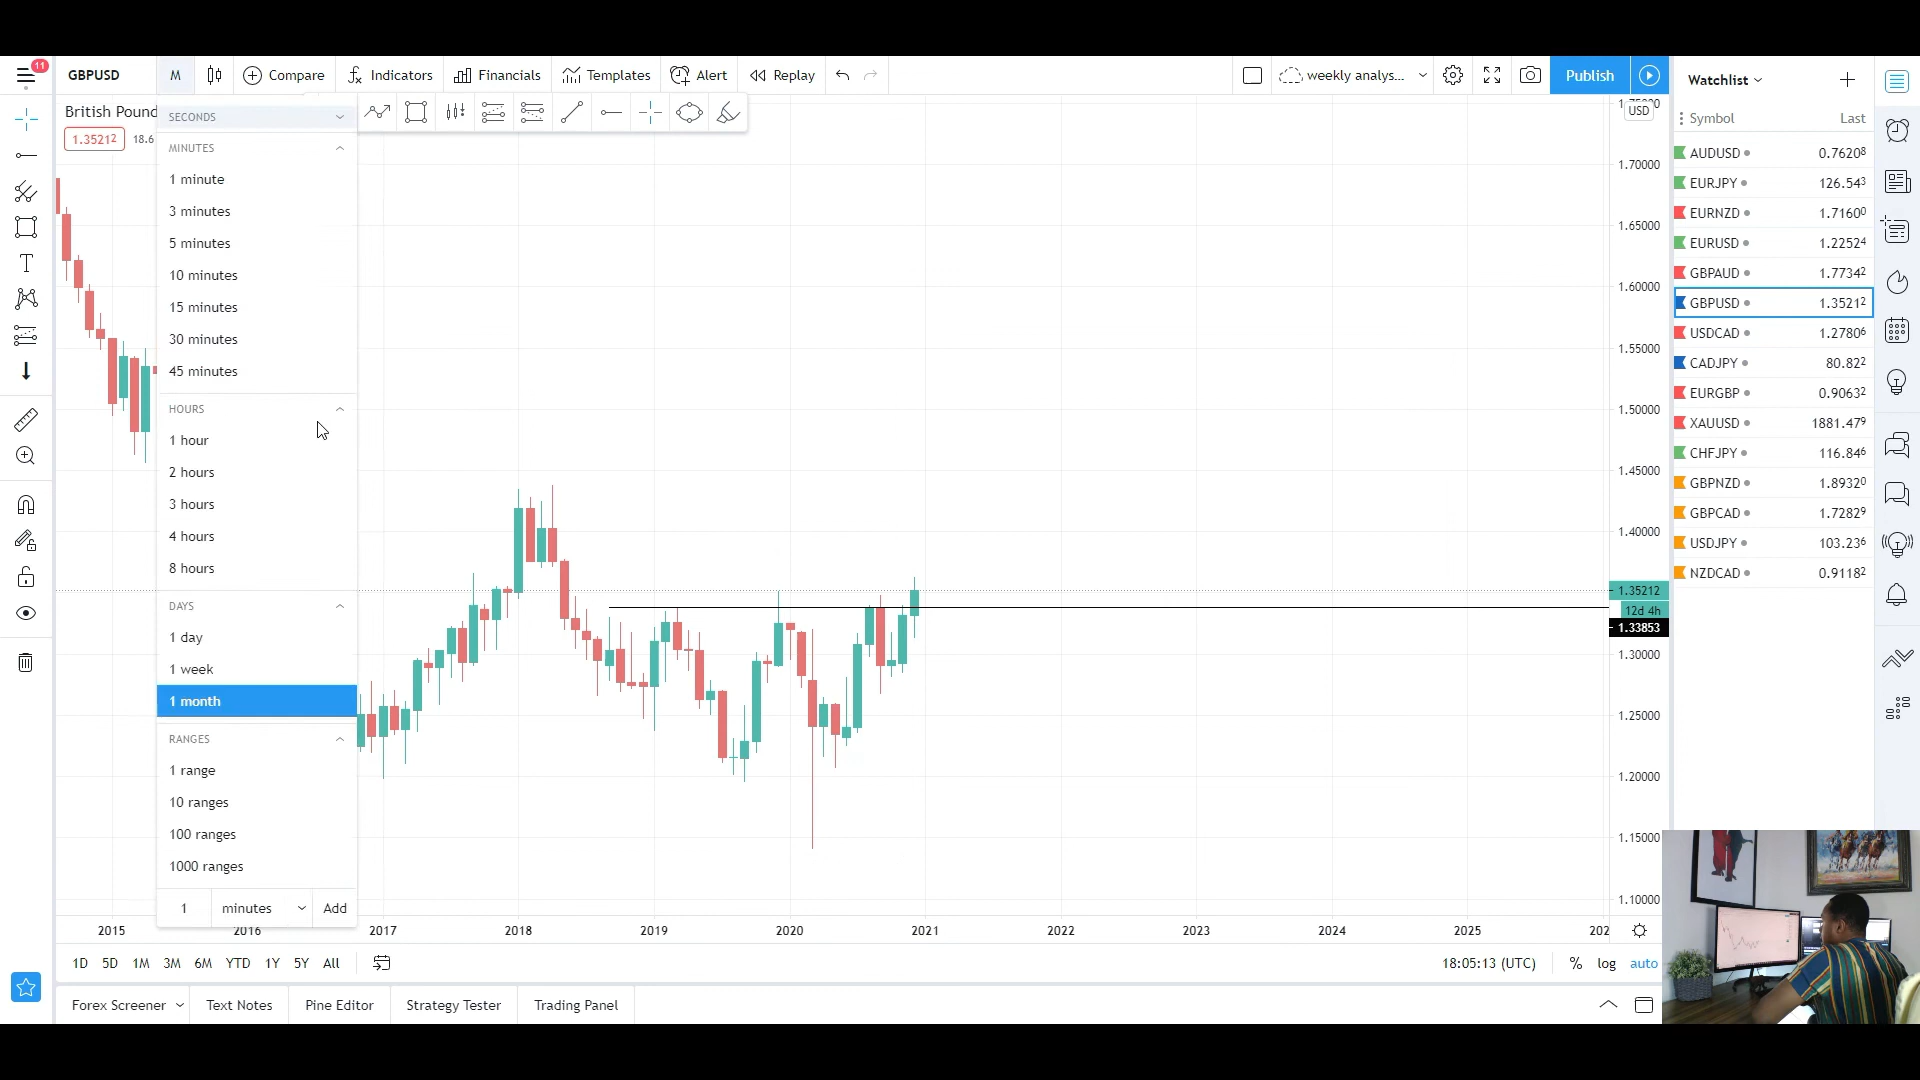 11
GBPUSD
M
Compare
Indicators
Financials
Templates
Alert
Replay
weekly analys...
Publish
Watchlist
British Pound
SECONDS
USD
Symbol Last
1.35212
18.6
MINUTES
1 minute
3 minutes
5 minutes
10 minutes
15 minutes
30 minutes
45 minutes
HOURS
1 hour
2 hours
3 hours
4 hours
8 hours
DAYS
1 day
1 week
1 month
RANGES
1 range
10 ranges
100 ranges
1000 ranges
1 minutes Add
1.75000
1.70000
1.65000
1.60000
1.55000
1.50000
1.45000
1.40000
1.35212
12d 4h
1.33853
1.30000
1.25000
1.20000
1.15000
1.10000
AUDUSD 0.76208
EURJPY 126.543
EURNZD 1.71600
EURUSD 1.22524
GBPAUD 1.77342
GBPUSD 1.35212
USDCAD 1.27806
CADJPY 80.822
EURGBP 0.90632
XAUUSD 1881.479
CHFJPY 116.846
GBPNZD 1.89320
GBPCAD 1.72829
USDJPY 103.236
NZDCAD 0.91182
2015 2016 2017 2018 2019 2020 2021 2022 2023 2024 2025 202
1D 5D 1M 3M 6M YTD 1Y 5Y All
18:05:13 (UTC) % log auto
Forex Screener Text Notes Pine Editor Strategy Tester Trading Panel